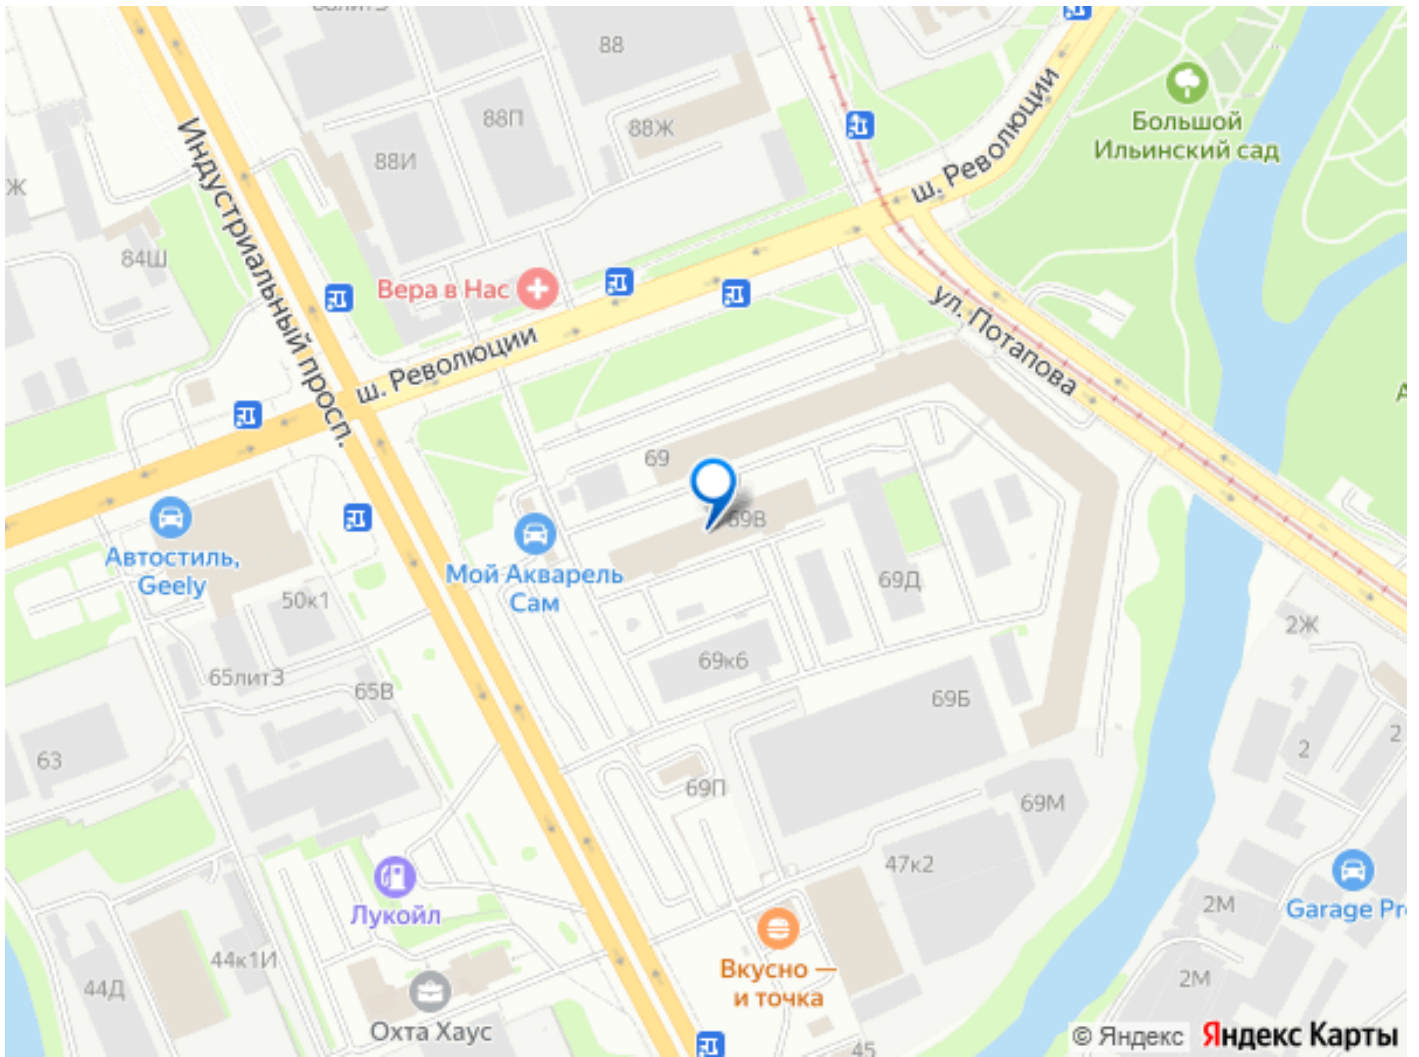 88
88П
88Ж
88И
Ж
84Ш
Индустриальный просп.
ш. Революции
Большой
Ильинский сад
Вера в Нас
ул. Потапова
ш. Революции
69
69В
Автостиль,
Geely
Мой Акварель
Сам
50к1
69Д
2Ж
65лит3
65В
69к6
69Б
63
69П
2
2
69М
47к2
Лукойл
2М
Garage Pr
44к1И
44Д
Вкусно —
и точка
2М
Охта Хаус
45
© Яндекс
Яндекс Карты